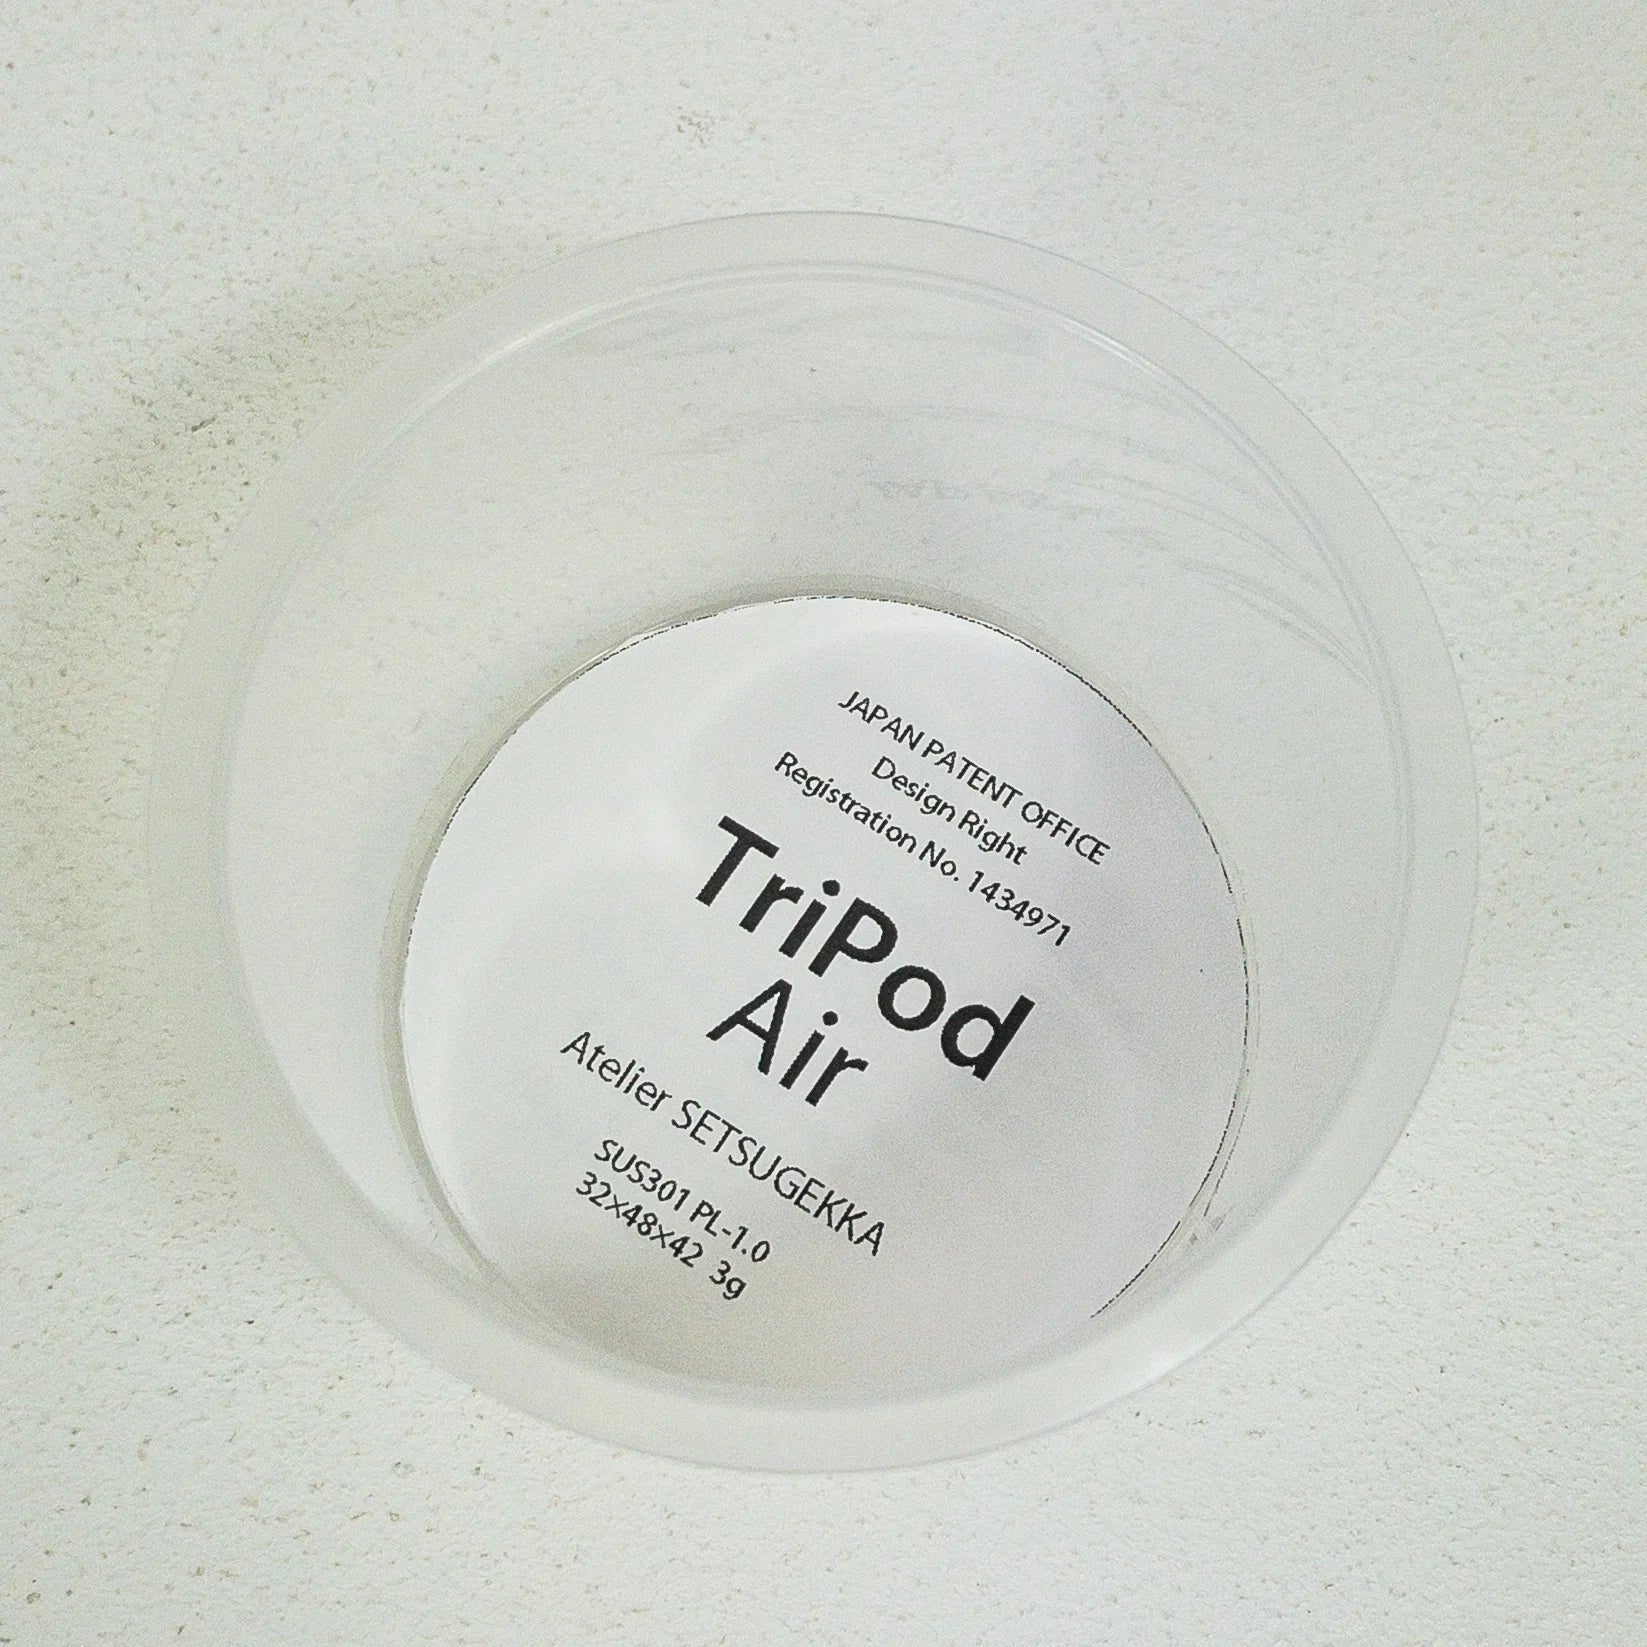 JAPAN PATENT OFFICE
Design Right
Registration No. 1434971
TriPod
Air
Atelier SETSUGEKKA
SUS301 PL-1.0
32x48x42 3g